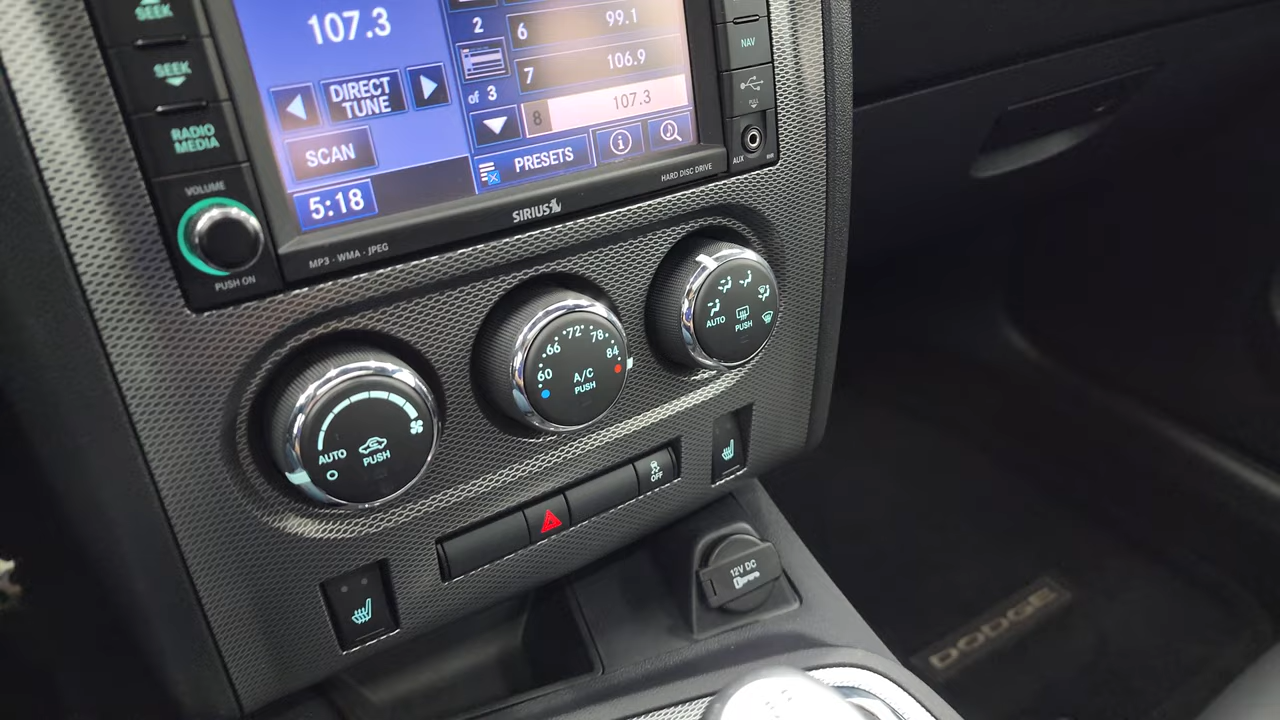 SEEK
SEEK
RADIO
MEDIA
VOLUME
PUSH ON
107.3
DIRECT
TUNE
SCAN
5:18
2
of 3
6 99.1
7 106.9
8 107.3
PRESETS
MP3 - WMA - JPEG
SIRIUS
HARD DISC DRIVE
NAV
PULL
AUX
AUTO
PUSH
60
66
72°
78
84
A/C
PUSH
AUTO
PUSH
OFF
12V DC
DODGE